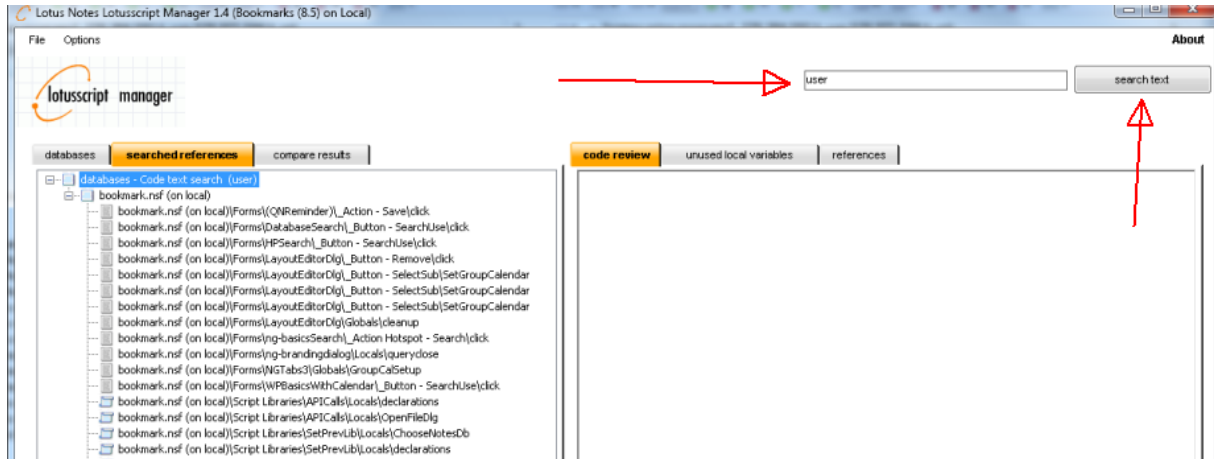 Lotus Notes Lotusscript Manager 1.4 (Bookmarks (8.5) on Local)
File Options About
lotusscript manager
user search text
databases searched references compare results code review unused local variables references
databases - Code text search (user)
bookmark.nsf (on local)
bookmark.nsf (on local)\Forms\(QNReminder)\_Action - Save\click
bookmark.nsf (on local)\Forms\DatabaseSearch\_Button - SearchUse\click
bookmark.nsf (on local)\Forms\HPSearch\_Button - SearchUse\click
bookmark.nsf (on local)\Forms\LayoutEditorDlg\_Button - Remove\click
bookmark.nsf (on local)\Forms\LayoutEditorDlg\_Button - SelectSub\SetGroupCalendar
bookmark.nsf (on local)\Forms\LayoutEditorDlg\_Button - SelectSub\SetGroupCalendar
bookmark.nsf (on local)\Forms\LayoutEditorDlg\_Button - SelectSub\SetGroupCalendar
bookmark.nsf (on local)\Forms\LayoutEditorDlg\Globals\cleanup
bookmark.nsf (on local)\Forms\ng-basicsSearch\_Action Hotspot - Search\click
bookmark.nsf (on local)\Forms\ng-brandingdialog\Locals\queryclose
bookmark.nsf (on local)\Forms\NGTabs3\Globals\GroupCalSetup
bookmark.nsf (on local)\Forms\WPBasicsWithCalendar\_Button - SearchUse\click
bookmark.nsf (on local)\Script Libraries\APICalls\Locals\declarations
bookmark.nsf (on local)\Script Libraries\APICalls\Locals\OpenFileDlg
bookmark.nsf (on local)\Script Libraries\SetPrevLib\Locals\ChooseNotesDb
bookmark.nsf (on local)\Script Libraries\SetPrevLib\Locals\declarations